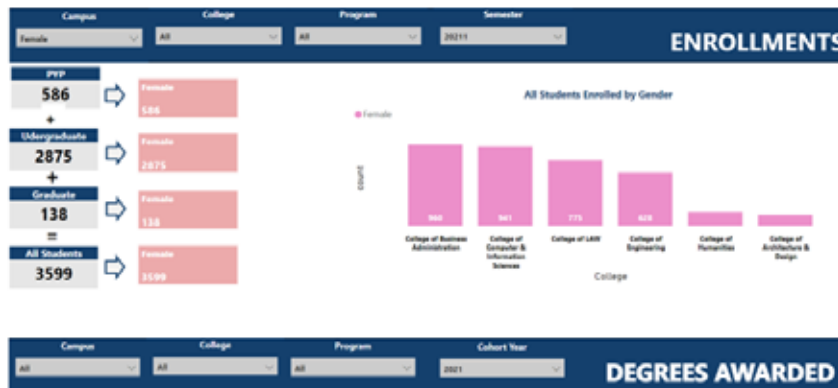 Campus College Program Semester
Female All All 20211
ENROLLMENTS
PYP
586
Female
586
+
Udergraduate
2875
Female
2875
+
Graduate
138
Female
138
=
All Students
3599
Female
3599
All Students Enrolled by Gender
Female
count
960 941 775 628
College of Business Administration
College of Computer & Information Sciences
College of LAW
College of Engineering
College of Humanities
College of Architecture & Design
College
Campus College Program Cohort Year
All All All 2021
DEGREES AWARDED